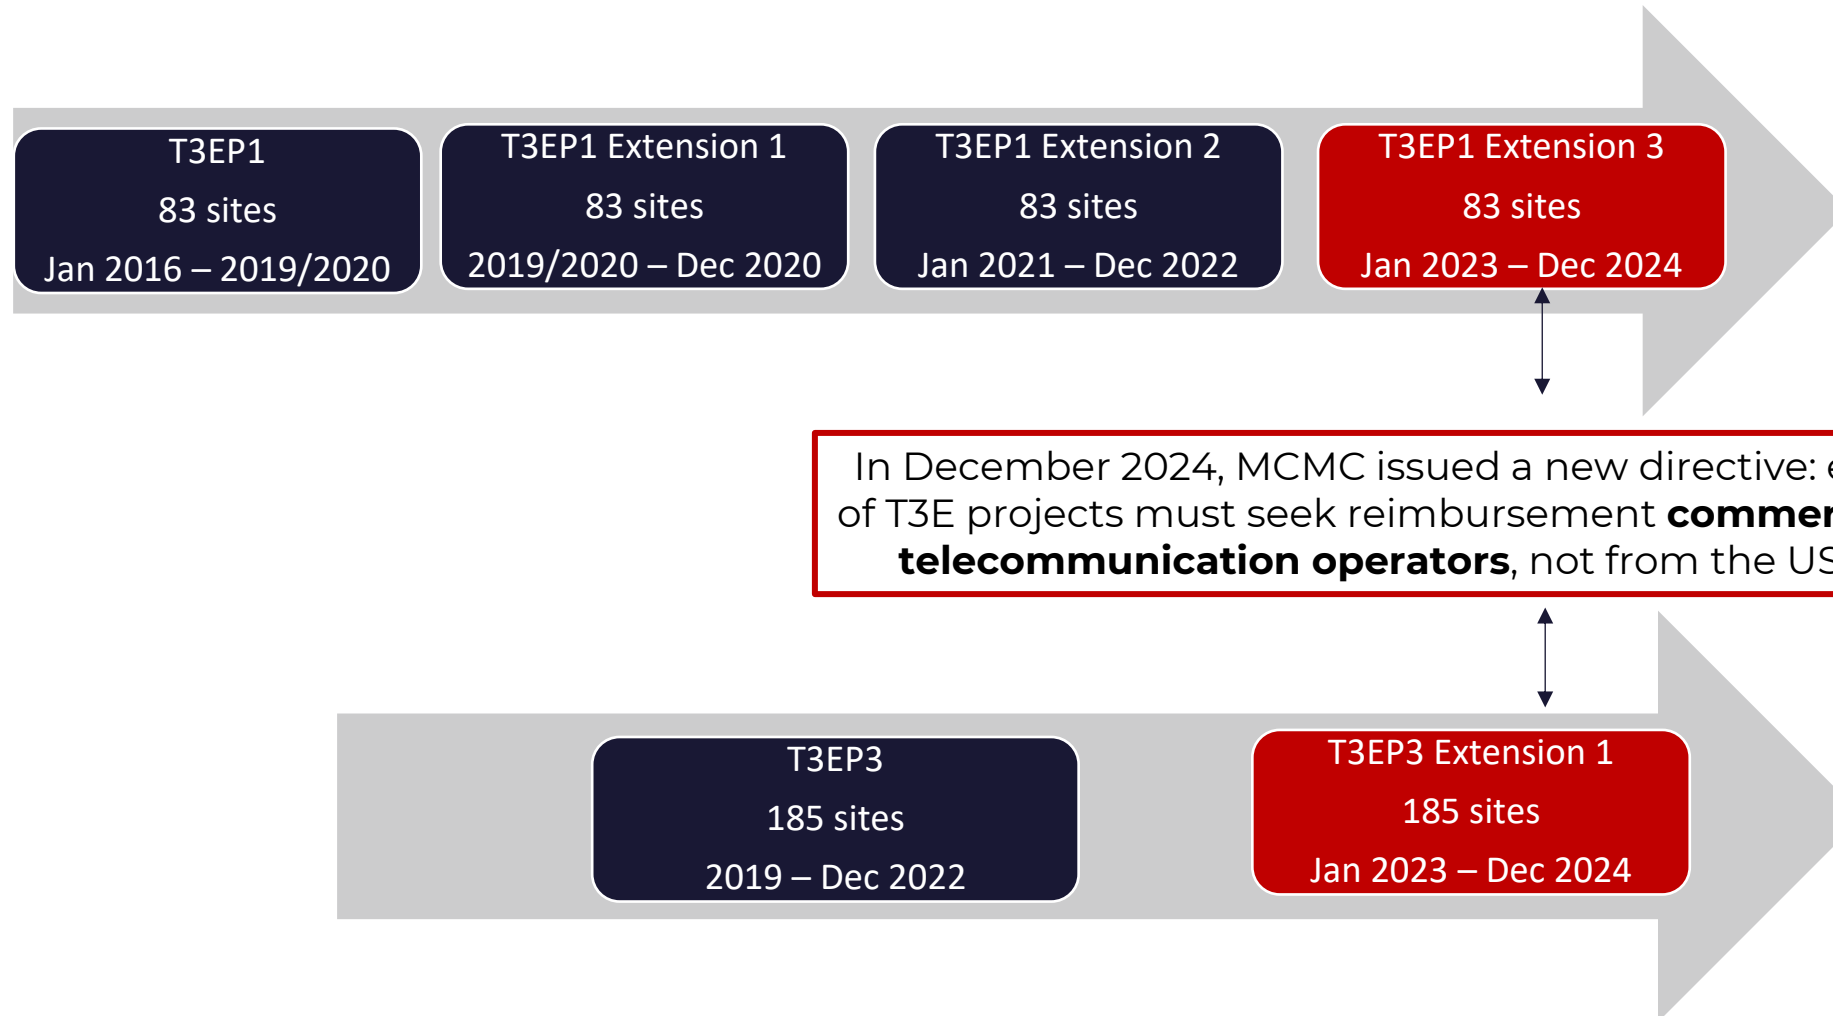 T3EP1
83 sites
Jan 2016 – 2019/2020
T3EP1 Extension 1
83 sites
2019/2020 – Dec 2020
T3EP1 Extension 2
83 sites
Jan 2021 – Dec 2022
T3EP1 Extension 3
83 sites
Jan 2023 – Dec 2024
In December 2024, MCMC issued a new directive:
of T3E projects must seek reimbursement
telecommunication operators, not from the
T3EP3
185 sites
2019 – Dec 2022
T3EP3 Extension 1
185 sites
Jan 2023 – Dec 2024